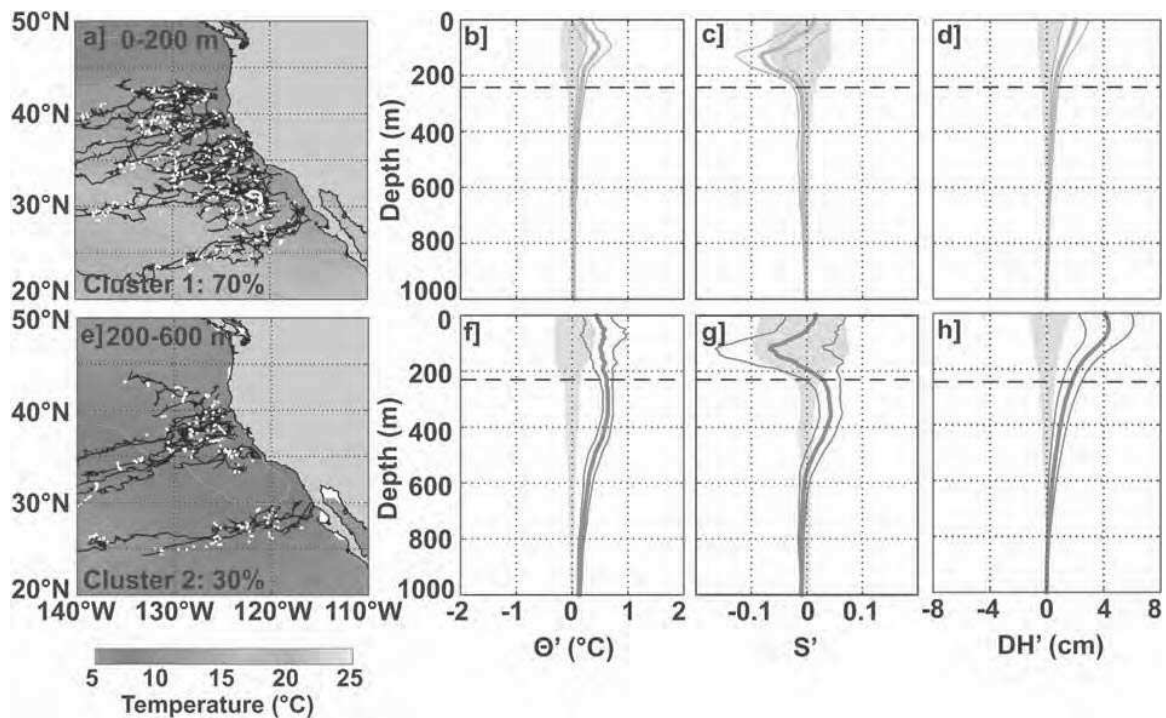 50°N
40°N
30°N
20°N
a] 0-200 m
Cluster 1: 70%
b]
c]
d]
0
200
400
600
800
1000
Depth (m)
50°N
40°N
30°N
20°N
e] 200-600 m
Cluster 2: 30%
f]
g]
h]
0
200
400
600
800
1000
Depth (m)
140°W 130°W 120°W 110°W
-2 -1 0 1 2
-0.1 0 0.1
-8 -4 0 4 8
Θ' (°C)
S'
DH' (cm)
5 10 15 20 25
Temperature (°C)